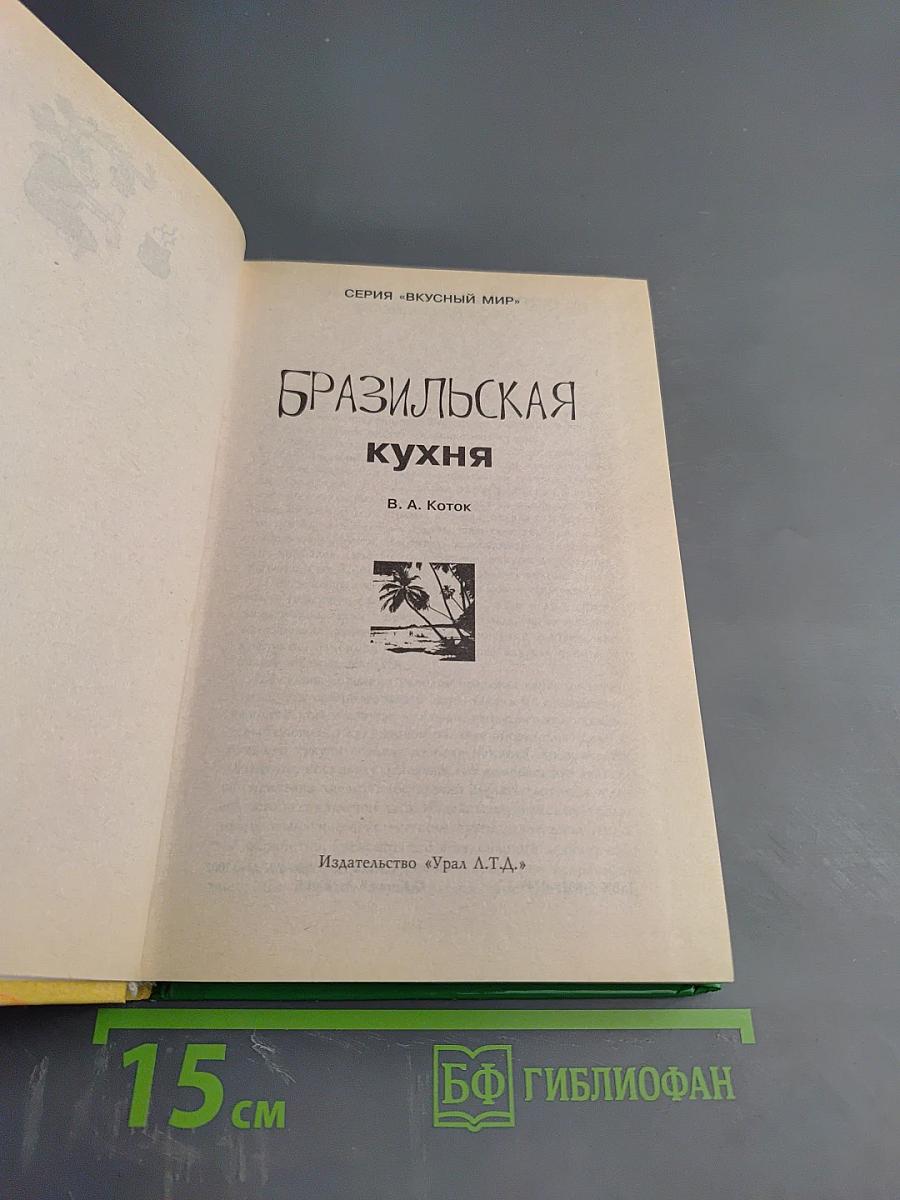 СЕРИЯ «ВКУСНЫЙ МИР»
БРАЗИЛЬСКАЯ
кухня
В. А. Коток
Издательство «Урал Л.Т.Д.»
15 см
БФ ГИБЛИОФАН